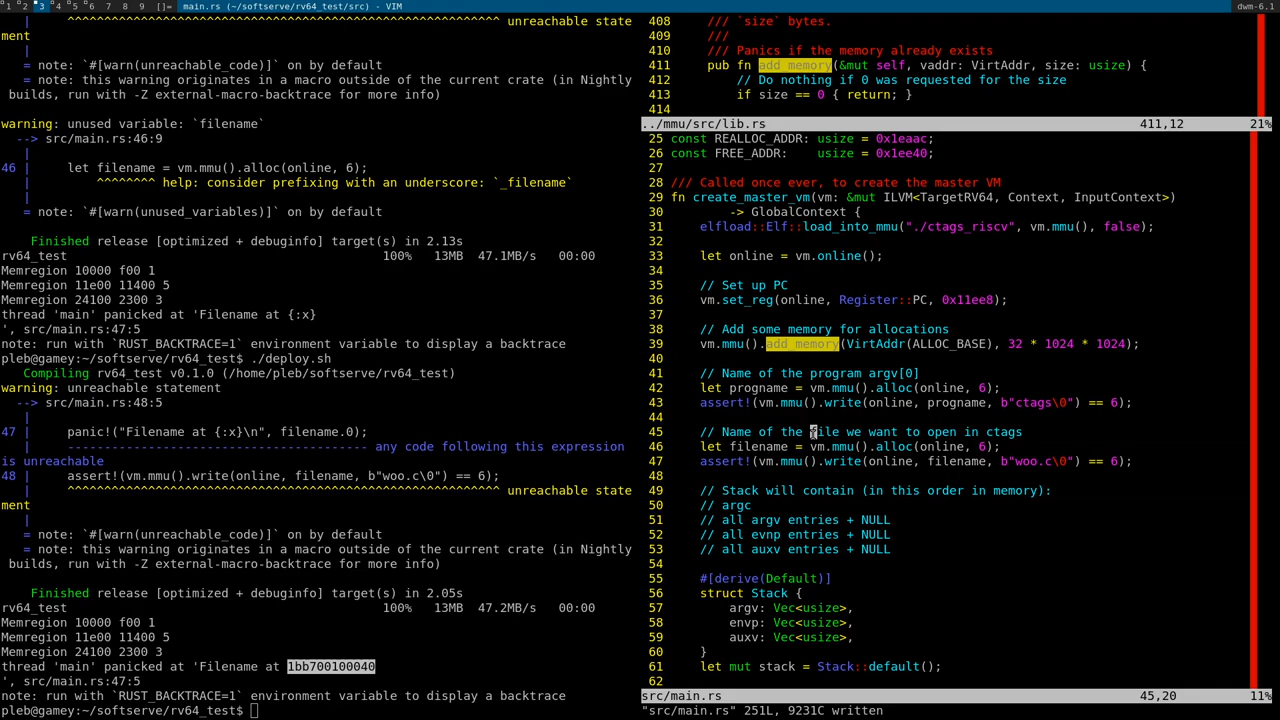 1 2 3 4 5 6 7 8 9 []= main.rs (~/softserve/rv64_test/src) - VIM dwm-6.1
^^^^^^^^^^^^^^^^^^^^^^^^^^^^^^^^^^^^^^^^^^^^^^^^^^^^^^^^^^ unreachable state
ment
|
= note: `#[warn(unreachable_code)]` on by default
= note: this warning originates in a macro outside of the current crate (in Nightly
builds, run with -Z external-macro-backtrace for more info)
warning: unused variable: `filename`
--> src/main.rs:46:9
|
46 |     let filename = vm.mmu().alloc(online, 6);
|         ^^^^^^^^ help: consider prefixing with an underscore: `_filename`
|
= note: `#[warn(unused_variables)]` on by default
Finished release [optimized + debuginfo] target(s) in 2.13s
rv64_test 100% 13MB 47.1MB/s 00:00
Memregion 10000 f00 1
Memregion 11e00 11400 5
Memregion 24100 2300 3
thread 'main' panicked at 'Filename at {:x}
', src/main.rs:47:5
note: run with `RUST_BACKTRACE=1` environment variable to display a backtrace
pleb@gamey:~/softserve/rv64_test$ ./deploy.sh
Compiling rv64_test v0.1.0 (/home/pleb/softserve/rv64_test)
warning: unreachable statement
--> src/main.rs:48:5
|
47 |     panic!("Filename at {:x}\n", filename.0);
|     ----------------------------------------- any code following this expression
is unreachable
48 |     assert!(vm.mmu().write(online, filename, b"woo.c\0") == 6);
|     ^^^^^^^^^^^^^^^^^^^^^^^^^^^^^^^^^^^^^^^^^^^^^^^^^^^^^^^^^^ unreachable state
ment
|
= note: `#[warn(unreachable_code)]` on by default
= note: this warning originates in a macro outside of the current crate (in Nightly
builds, run with -Z external-macro-backtrace for more info)
Finished release [optimized + debuginfo] target(s) in 2.05s
rv64_test 100% 13MB 47.2MB/s 00:00
Memregion 10000 f00 1
Memregion 11e00 11400 5
Memregion 24100 2300 3
thread 'main' panicked at 'Filename at 1bb700100040
', src/main.rs:47:5
note: run with `RUST_BACKTRACE=1` environment variable to display a backtrace
pleb@gamey:~/softserve/rv64_test$
408     /// `size` bytes.
409     ///
410     /// Panics if the memory already exists
411     pub fn add_memory(&mut self, vaddr: VirtAddr, size: usize) {
412         // Do nothing if 0 was requested for the size
413         if size == 0 { return; }
414
../mmu/src/lib.rs 411,12 21%
25 const REALLOC_ADDR: usize = 0x1eaac;
26 const FREE_ADDR:    usize = 0x1ee40;
27
28 /// Called once ever, to create the master VM
29 fn create_master_vm(vm: &mut ILVM<TargetRV64, Context, InputContext>)
30         -> GlobalContext {
31     elfload::Elf::load_into_mmu("./ctags_riscv", vm.mmu(), false);
32
33     let online = vm.online();
34
35     // Set up PC
36     vm.set_reg(online, Register::PC, 0x11ee8);
37
38     // Add some memory for allocations
39     vm.mmu().add_memory(VirtAddr(ALLOC_BASE), 32 * 1024 * 1024);
40
41     // Name of the program argv[0]
42     let progname = vm.mmu().alloc(online, 6);
43     assert!(vm.mmu().write(online, progname, b"ctags\0") == 6);
44
45     // Name of the file we want to open in ctags
46     let filename = vm.mmu().alloc(online, 6);
47     assert!(vm.mmu().write(online, filename, b"woo.c\0") == 6);
48
49     // Stack will contain (in this order in memory):
50     // argc
51     // all argv entries + NULL
52     // all evnp entries + NULL
53     // all auxv entries + NULL
54
55     #[derive(Default)]
56     struct Stack {
57         argv: Vec<usize>,
58         envp: Vec<usize>,
59         auxv: Vec<usize>,
60     }
61     let mut stack = Stack::default();
62
src/main.rs 45,20 11%
"src/main.rs" 251L, 9231C written